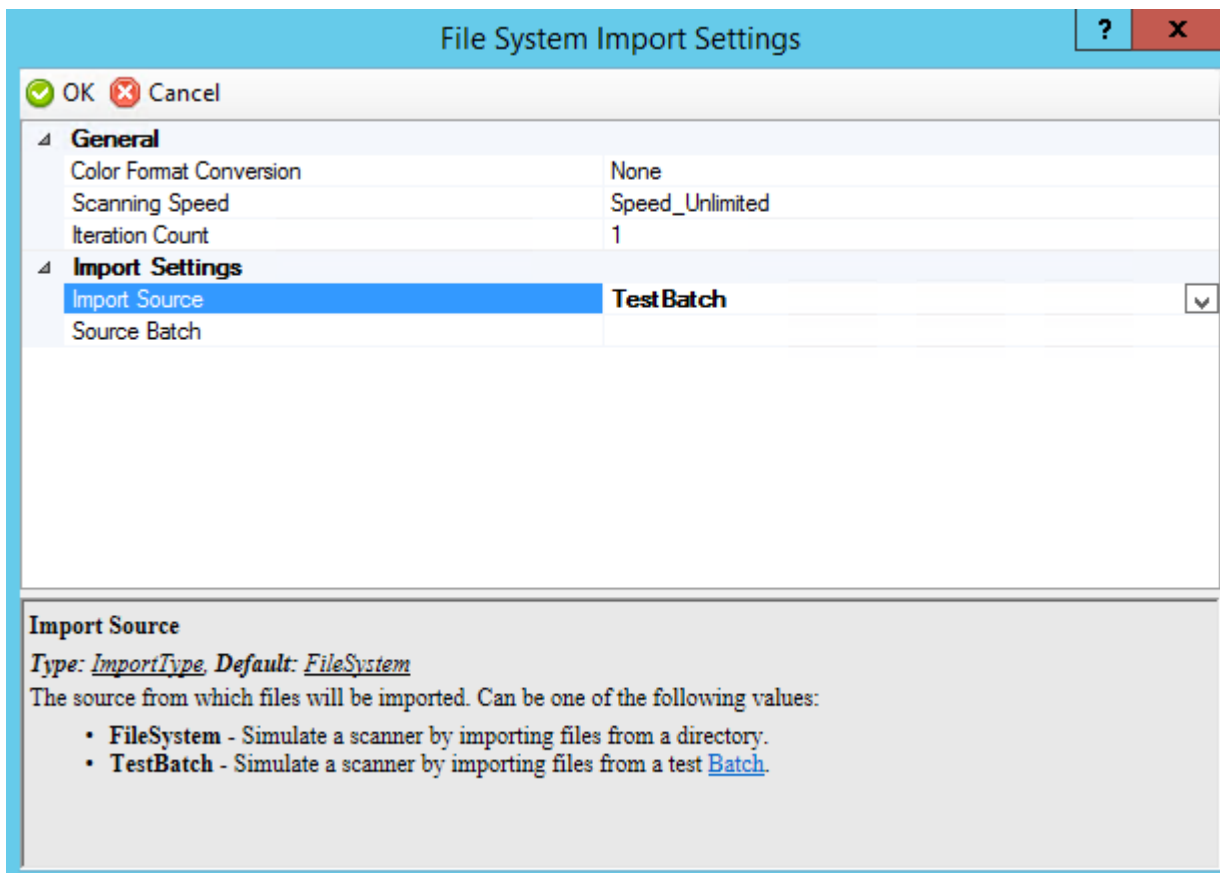 File System Import Settings
? x
OK Cancel
General
Color Format Conversion None
Scanning Speed Speed_Unlimited
Iteration Count 1
Import Settings
Import Source TestBatch
Source Batch
Import Source
Type: ImportType, Default: FileSystem
The source from which files will be imported. Can be one of the following values:
• FileSystem - Simulate a scanner by importing files from a directory.
• TestBatch - Simulate a scanner by importing files from a test Batch.